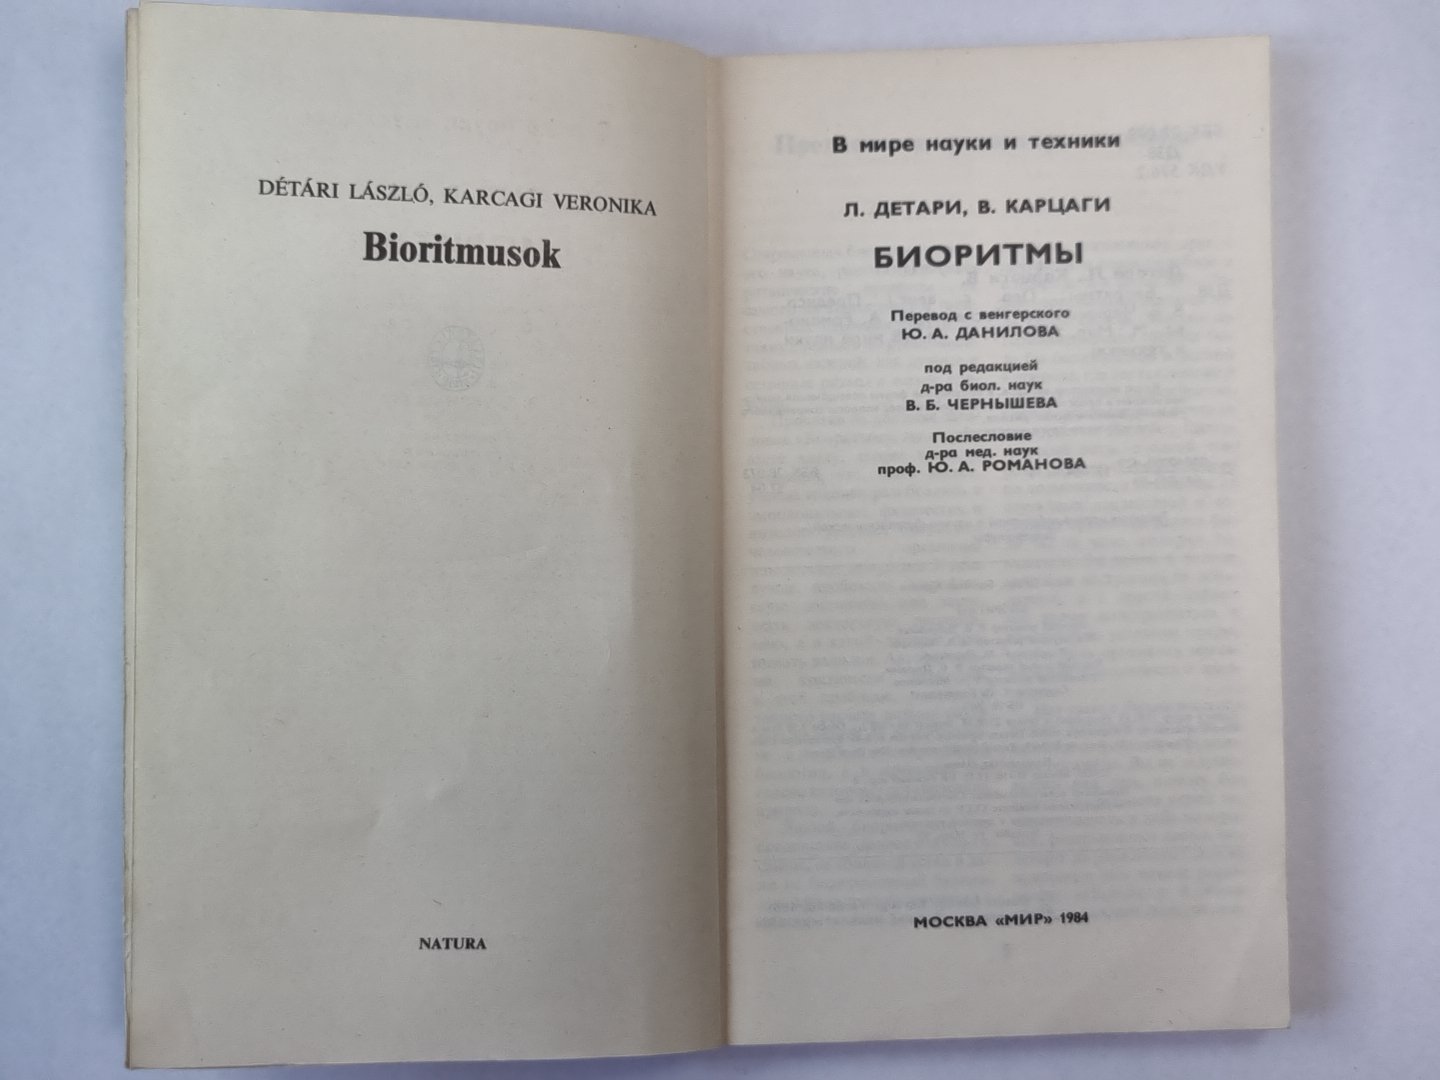 DÉTÁRI LÁSZLÓ, KARCAGI VERONIKA
Bioritmusok
NATURA
В мире науки и техники
Л. ДЕТАРИ, В. КАРЦАГИ
БИОРИТМЫ
Перевод с венгерского
Ю. А. ДАНИЛОВА
под редакцией
д-ра биол. наук
В. Б. ЧЕРНЫШЕВА
Послесловие
д-ра мед. наук
проф. Ю. А. РОМАНОВА
МОСКВА «МИР» 1984